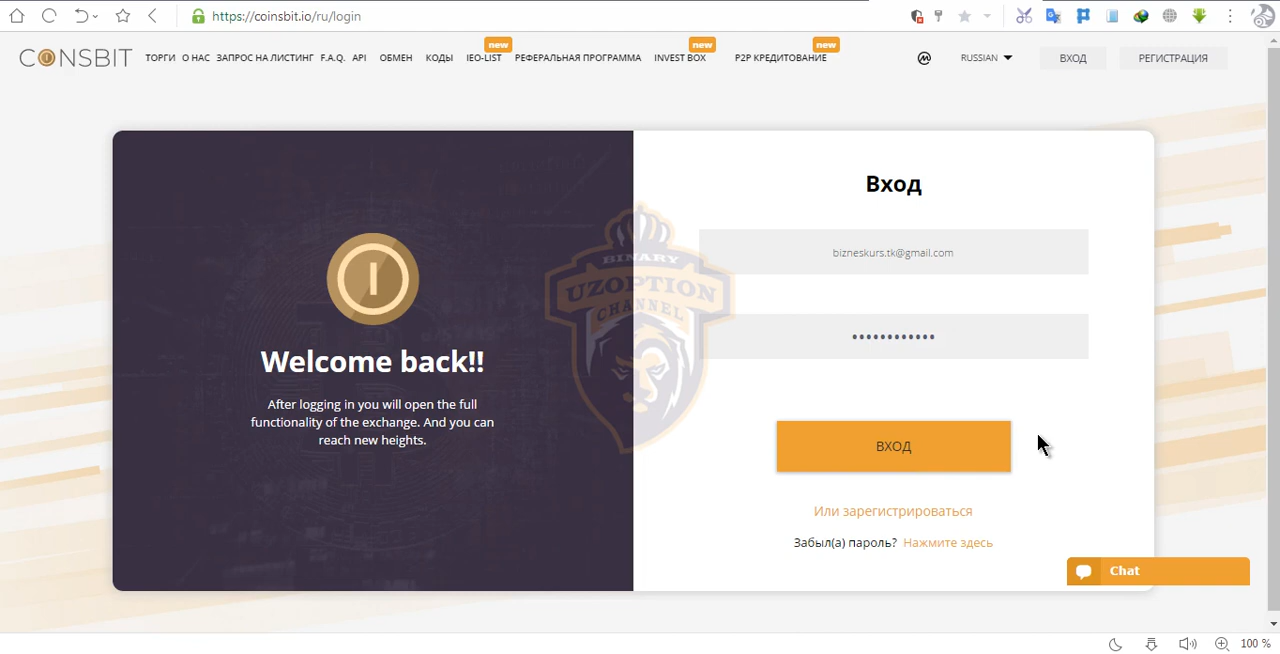 https://coinsbit.io/ru/login
new new new
CONSBIT ТОРГИ О НАС ЗАПРОС НА ЛИСТИНГ F.A.Q. API ОБМЕН КОДЫ IEO-LIST РЕФЕРАЛЬНАЯ ПРОГРАММА INVEST BOX P2P КРЕДИТОВАНИЕ RUSSIAN ВХОД РЕГИСТРАЦИЯ
Вход
bizneskurs.tk@gmail.com
BINARY
UZOPTION
CHANNEL
Welcome back!!
After logging in you will open the full
functionality of the exchange. And you can
reach new heights.
ВХОД
Или зарегистрироваться
Забыл(а) пароль? Нажмите здесь
Chat
100 %